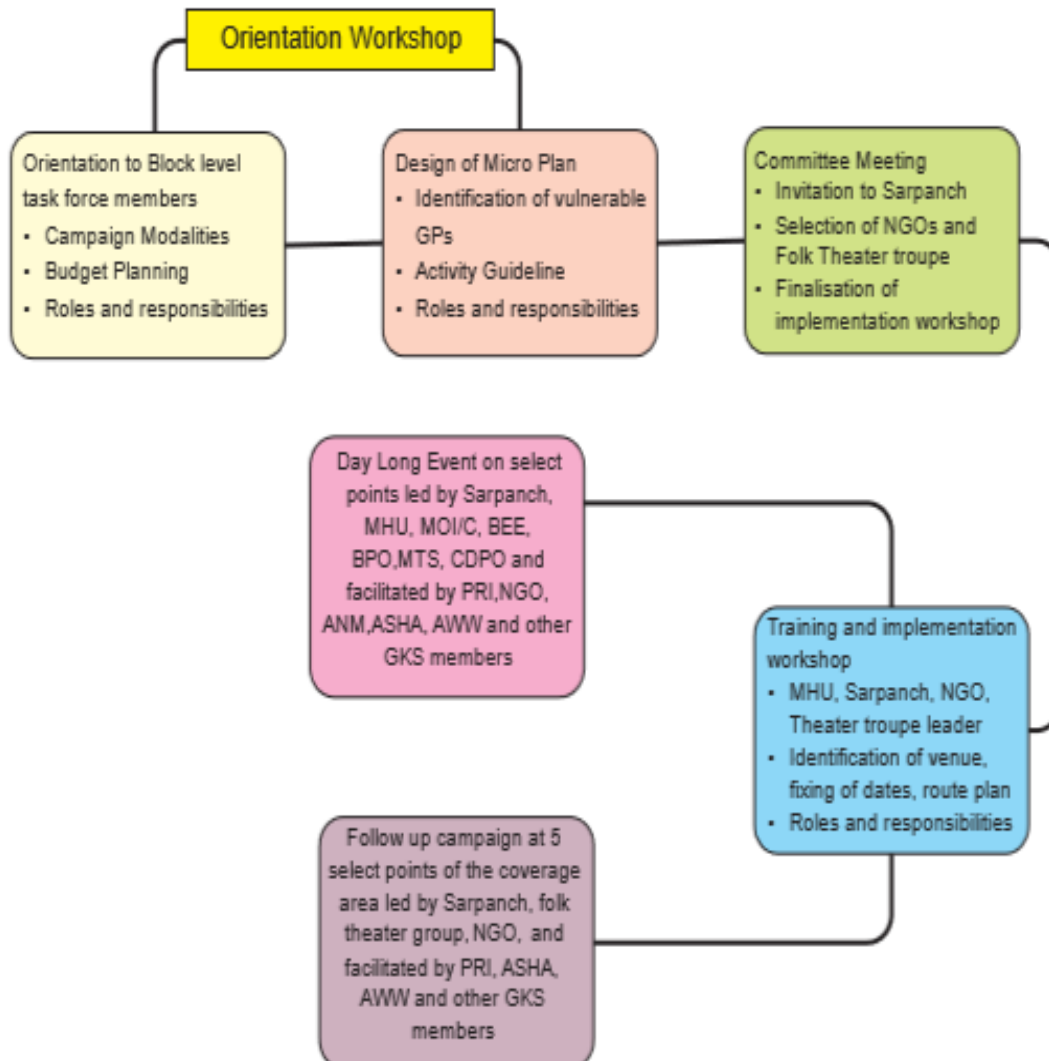 Orientation Workshop
Orientation to Block level
task force members
▪ Campaign Modalities
▪ Budget Planning
▪ Roles and responsibilities
Design of Micro Plan
▪ Identification of vulnerable
GPs
▪ Activity Guideline
▪ Roles and responsibilities
Committee Meeting
▪ Invitation to Sarpanch
▪ Selection of NGOs and
Folk Theater troupe
▪ Finalisation of
implementation workshop
Day Long Event on select
points led by Sarpanch,
MHU, MOI/C, BEE,
BPO,MTS, CDPO and
facilitated by PRI,NGO,
ANM,ASHA, AWW and other
GKS members
Training and implementation
workshop
▪ MHU, Sarpanch, NGO,
Theater troupe leader
▪ Identification of venue,
fixing of dates, route plan
▪ Roles and responsibilities
Follow up campaign at 5
select points of the coverage
area led by Sarpanch, folk
theater group, NGO, and
facilitated by PRI, ASHA,
AWW and other GKS
members